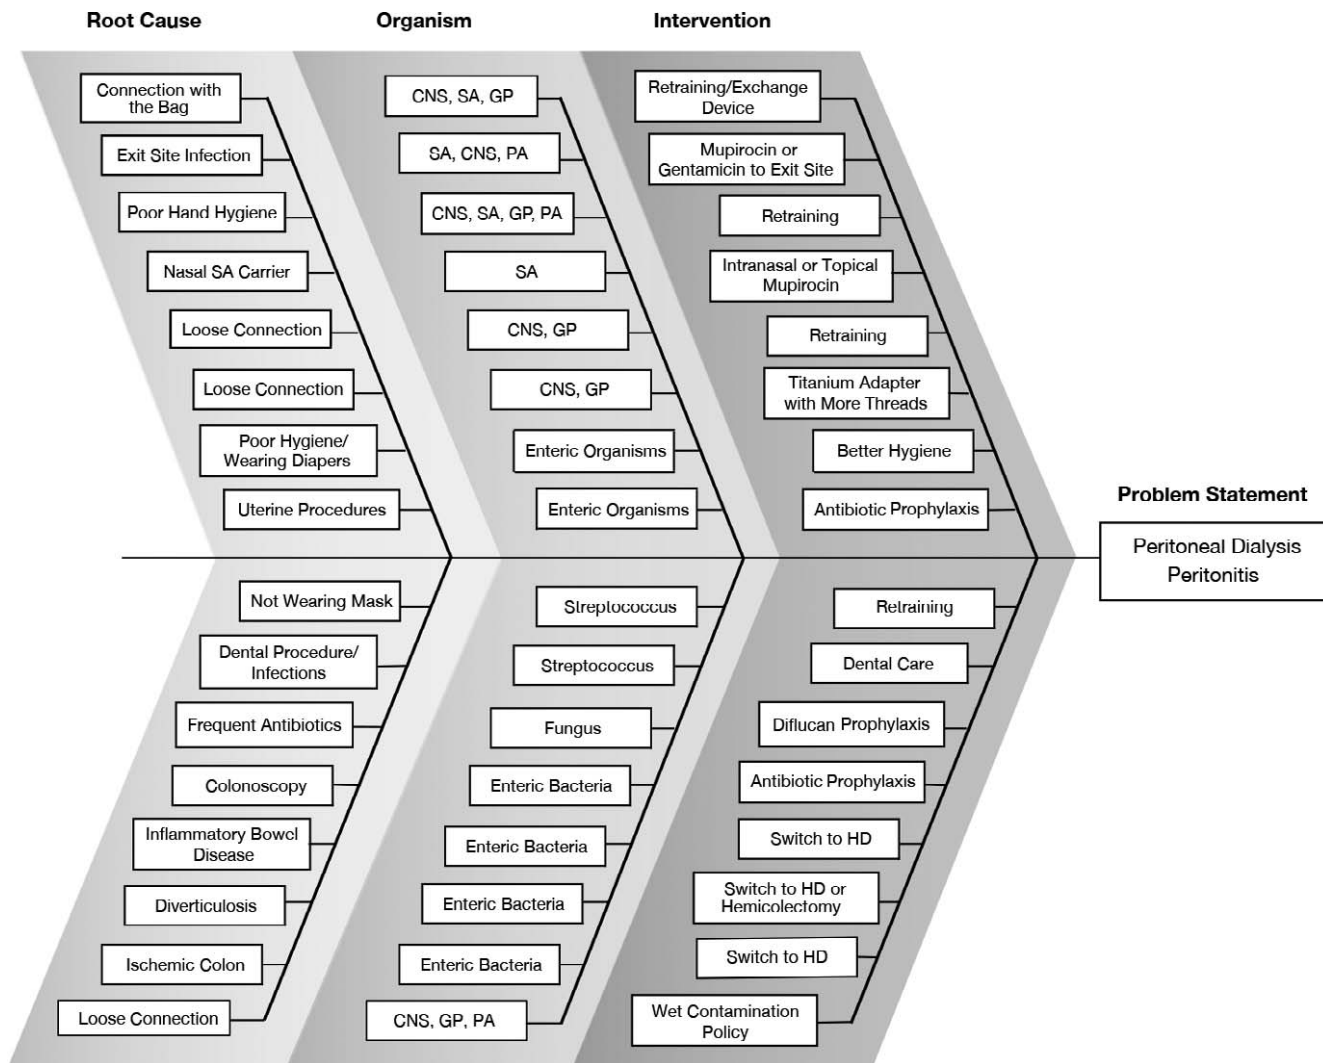 Root Cause
Organism
Intervention
Connection with
the Bag
CNS, SA, GP
Retraining/Exchange
Device
Exit Site Infection
SA, CNS, PA
Mupirocin or
Gentamicin to Exit Site
Poor Hand Hygiene
CNS, SA, GP, PA
Retraining
Nasal SA Carrier
SA
Intranasal or Topical
Mupirocin
Loose Connection
CNS, GP
Retraining
Loose Connection
CNS, GP
Titanium Adapter
with More Threads
Poor Hygiene/
Wearing Diapers
Enteric Organisms
Better Hygiene
Uterine Procedures
Enteric Organisms
Antibiotic Prophylaxis
Problem Statement
Peritoneal Dialysis
Peritonitis
Not Wearing Mask
Streptococcus
Retraining
Dental Procedure/
Infections
Streptococcus
Dental Care
Frequent Antibiotics
Fungus
Diflucan Prophylaxis
Colonoscopy
Enteric Bacteria
Antibiotic Prophylaxis
Inflammatory Bowel
Disease
Enteric Bacteria
Switch to HD
Diverticulosis
Enteric Bacteria
Switch to HD or
Hemicolectomy
Ischemic Colon
Enteric Bacteria
Switch to HD
Loose Connection
CNS, GP, PA
Wet Contamination
Policy